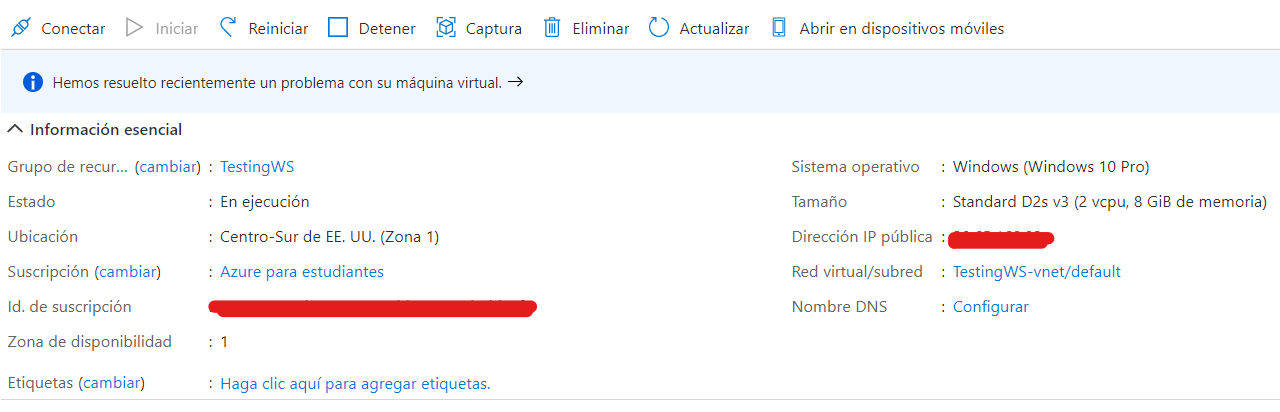 Conectar Iniciar Reiniciar Detener Captura Eliminar Actualizar Abrir en dispositivos móviles
Hemos resuelto recientemente un problema con su máquina virtual. →
Información esencial
Grupo de recur... (cambiar) : TestingWS
Estado : En ejecución
Ubicación : Centro-Sur de EE. UU. (Zona 1)
Suscripción (cambiar) : Azure para estudiantes
Id. de suscripción
Zona de disponibilidad : 1
Etiquetas (cambiar) : Haga clic aquí para agregar etiquetas.
Sistema operativo : Windows (Windows 10 Pro)
Tamaño : Standard D2s v3 (2 vcpu, 8 GiB de memoria)
Dirección IP pública :
Red virtual/subred : TestingWS-vnet/default
Nombre DNS : Configurar